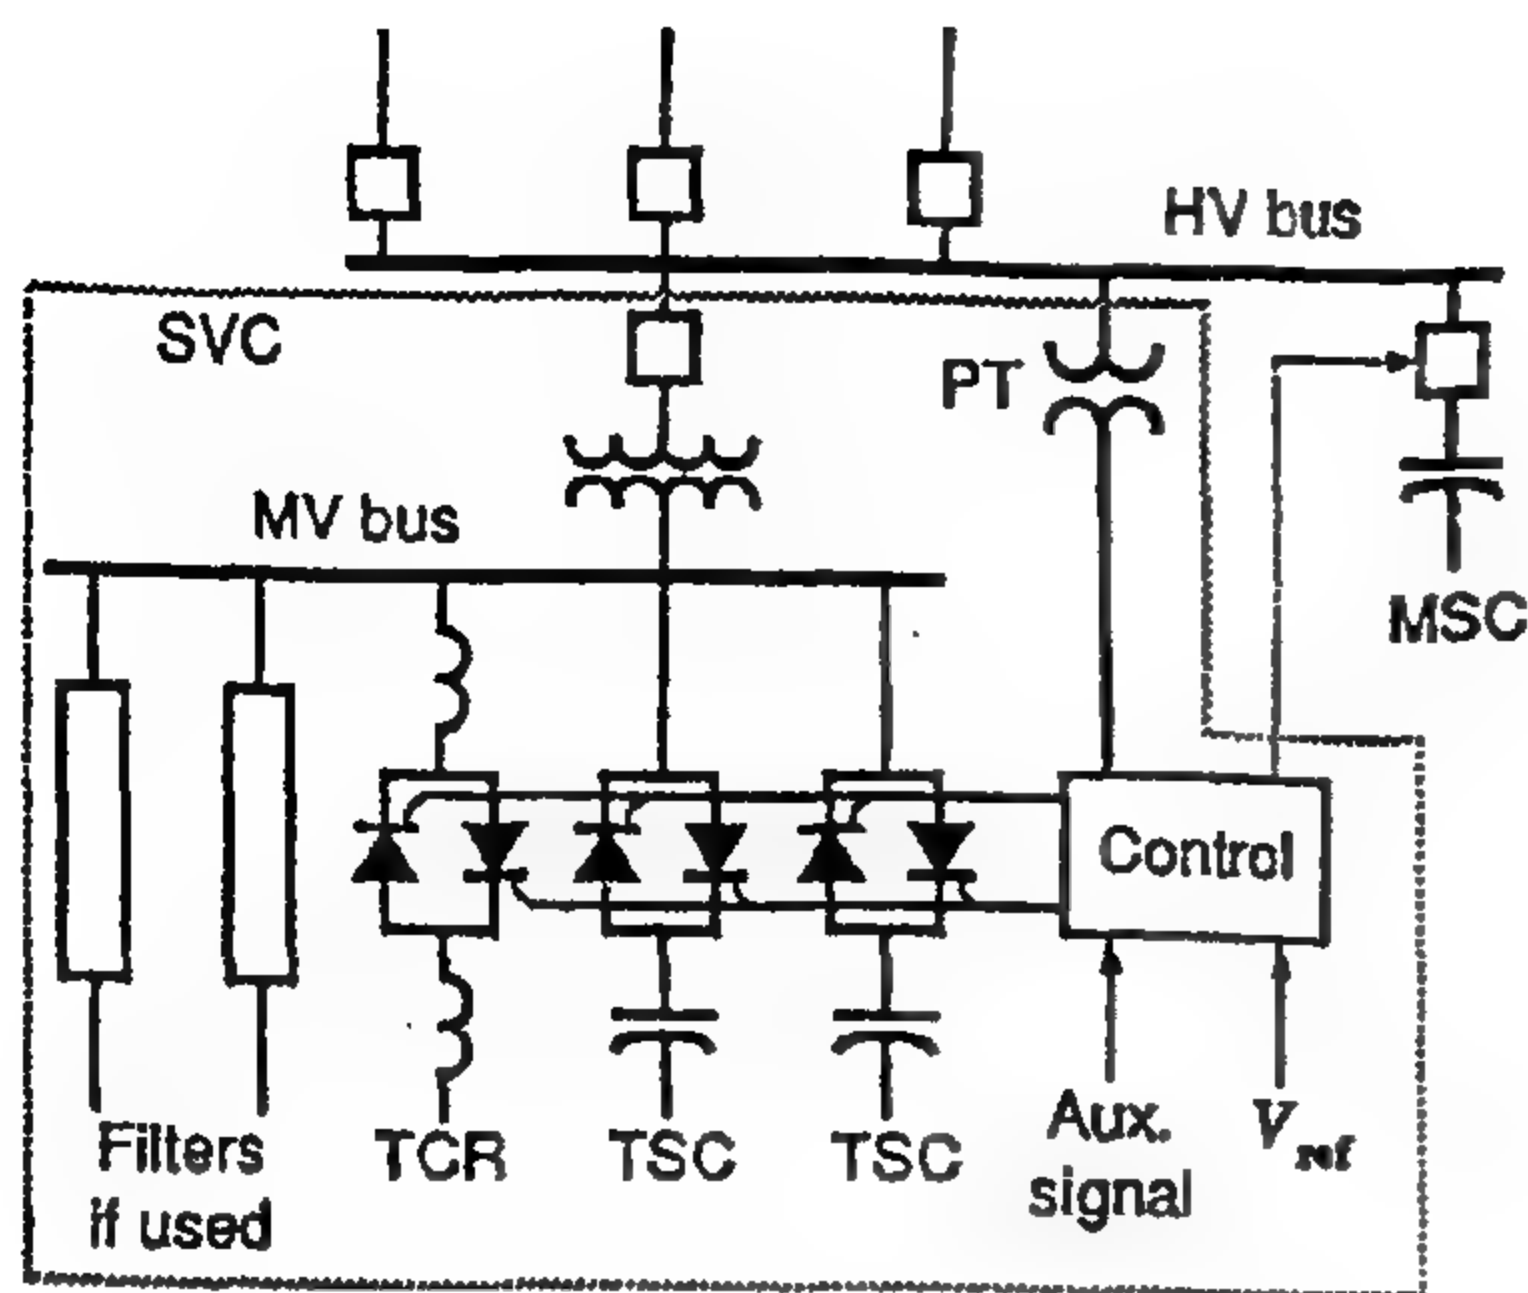 HV bus
SVC
PT
MV bus
MSC
Control
Filters
if used
TCR
TSC
TSC
Aux.
signal
Vref